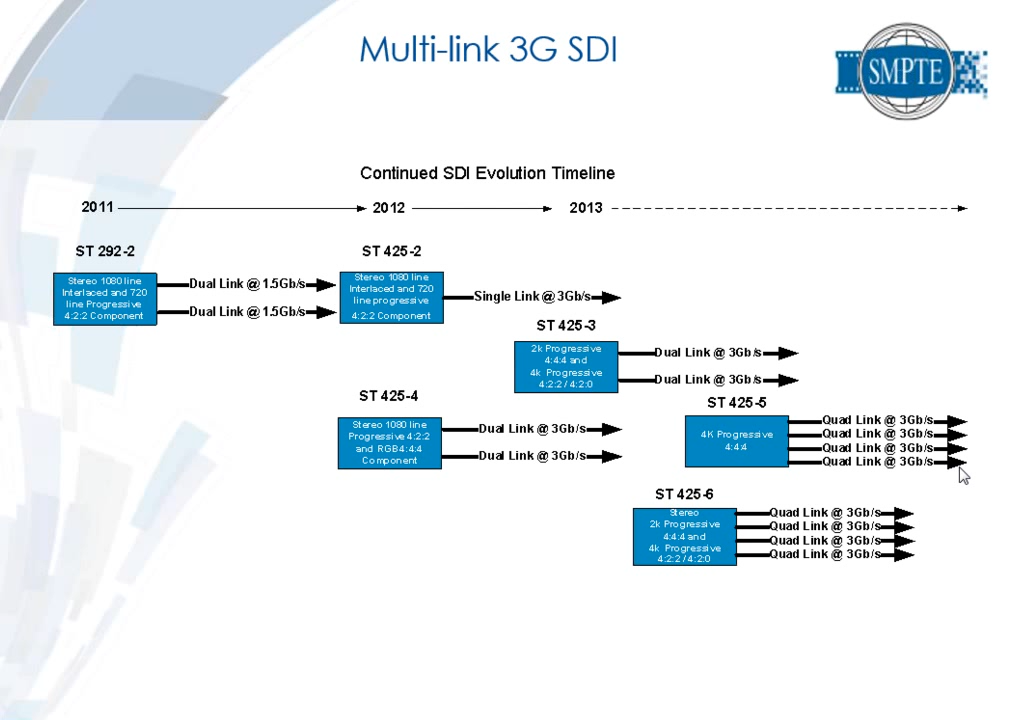 Multi-link 3G SDI
SMPTE
Continued SDI Evolution Timeline
2011
2012
2013
ST 292-2
Stereo 1080 line
Interlaced and 720
line Progressive
4:2:2 Component
Dual Link @ 1.5Gb/s
Dual Link @ 1.5Gb/s
ST 425-2
Stereo 1080 line
Interlaced and 720
line progressive
4:2:2 Component
Single Link @ 3Gb/s
ST 425-3
2k Progressive
4:4:4 and
4k Progressive
4:2:2 / 4:2:0
Dual Link @ 3Gb/s
Dual Link @ 3Gb/s
ST 425-4
Stereo 1080 line
Progressive 4:2:2
and RGB4:4:4
Component
Dual Link @ 3Gb/s
Dual Link @ 3Gb/s
ST 425-5
4K Progressive
4:4:4
Quad Link @ 3Gb/s
Quad Link @ 3Gb/s
Quad Link @ 3Gb/s
Quad Link @ 3Gb/s
ST 425-6
Stereo
2k Progressive
4:4:4 and
4k Progressive
4:2:2 / 4:2:0
Quad Link @ 3Gb/s
Quad Link @ 3Gb/s
Quad Link @ 3Gb/s
Quad Link @ 3Gb/s